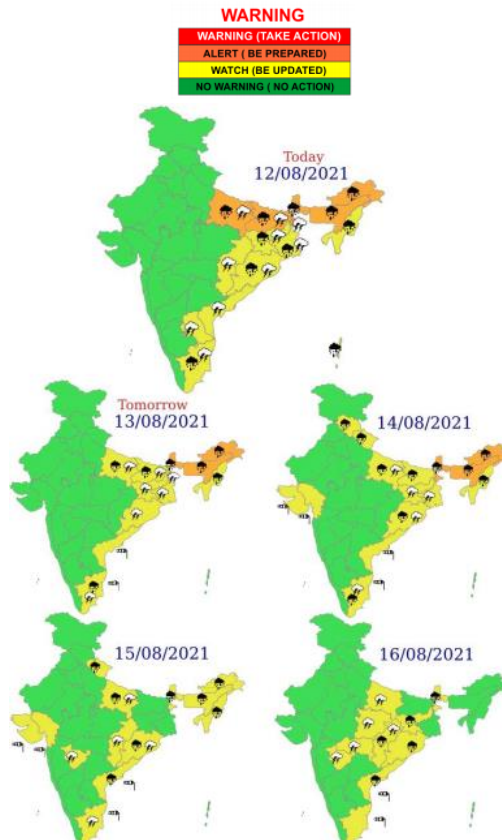 WARNING
WARNING (TAKE ACTION)
ALERT ( BE PREPARED)
WATCH (BE UPDATED)
NO WARNING ( NO ACTION)
Today
12/08/2021
Tomorrow
13/08/2021
14/08/2021
15/08/2021
16/08/2021